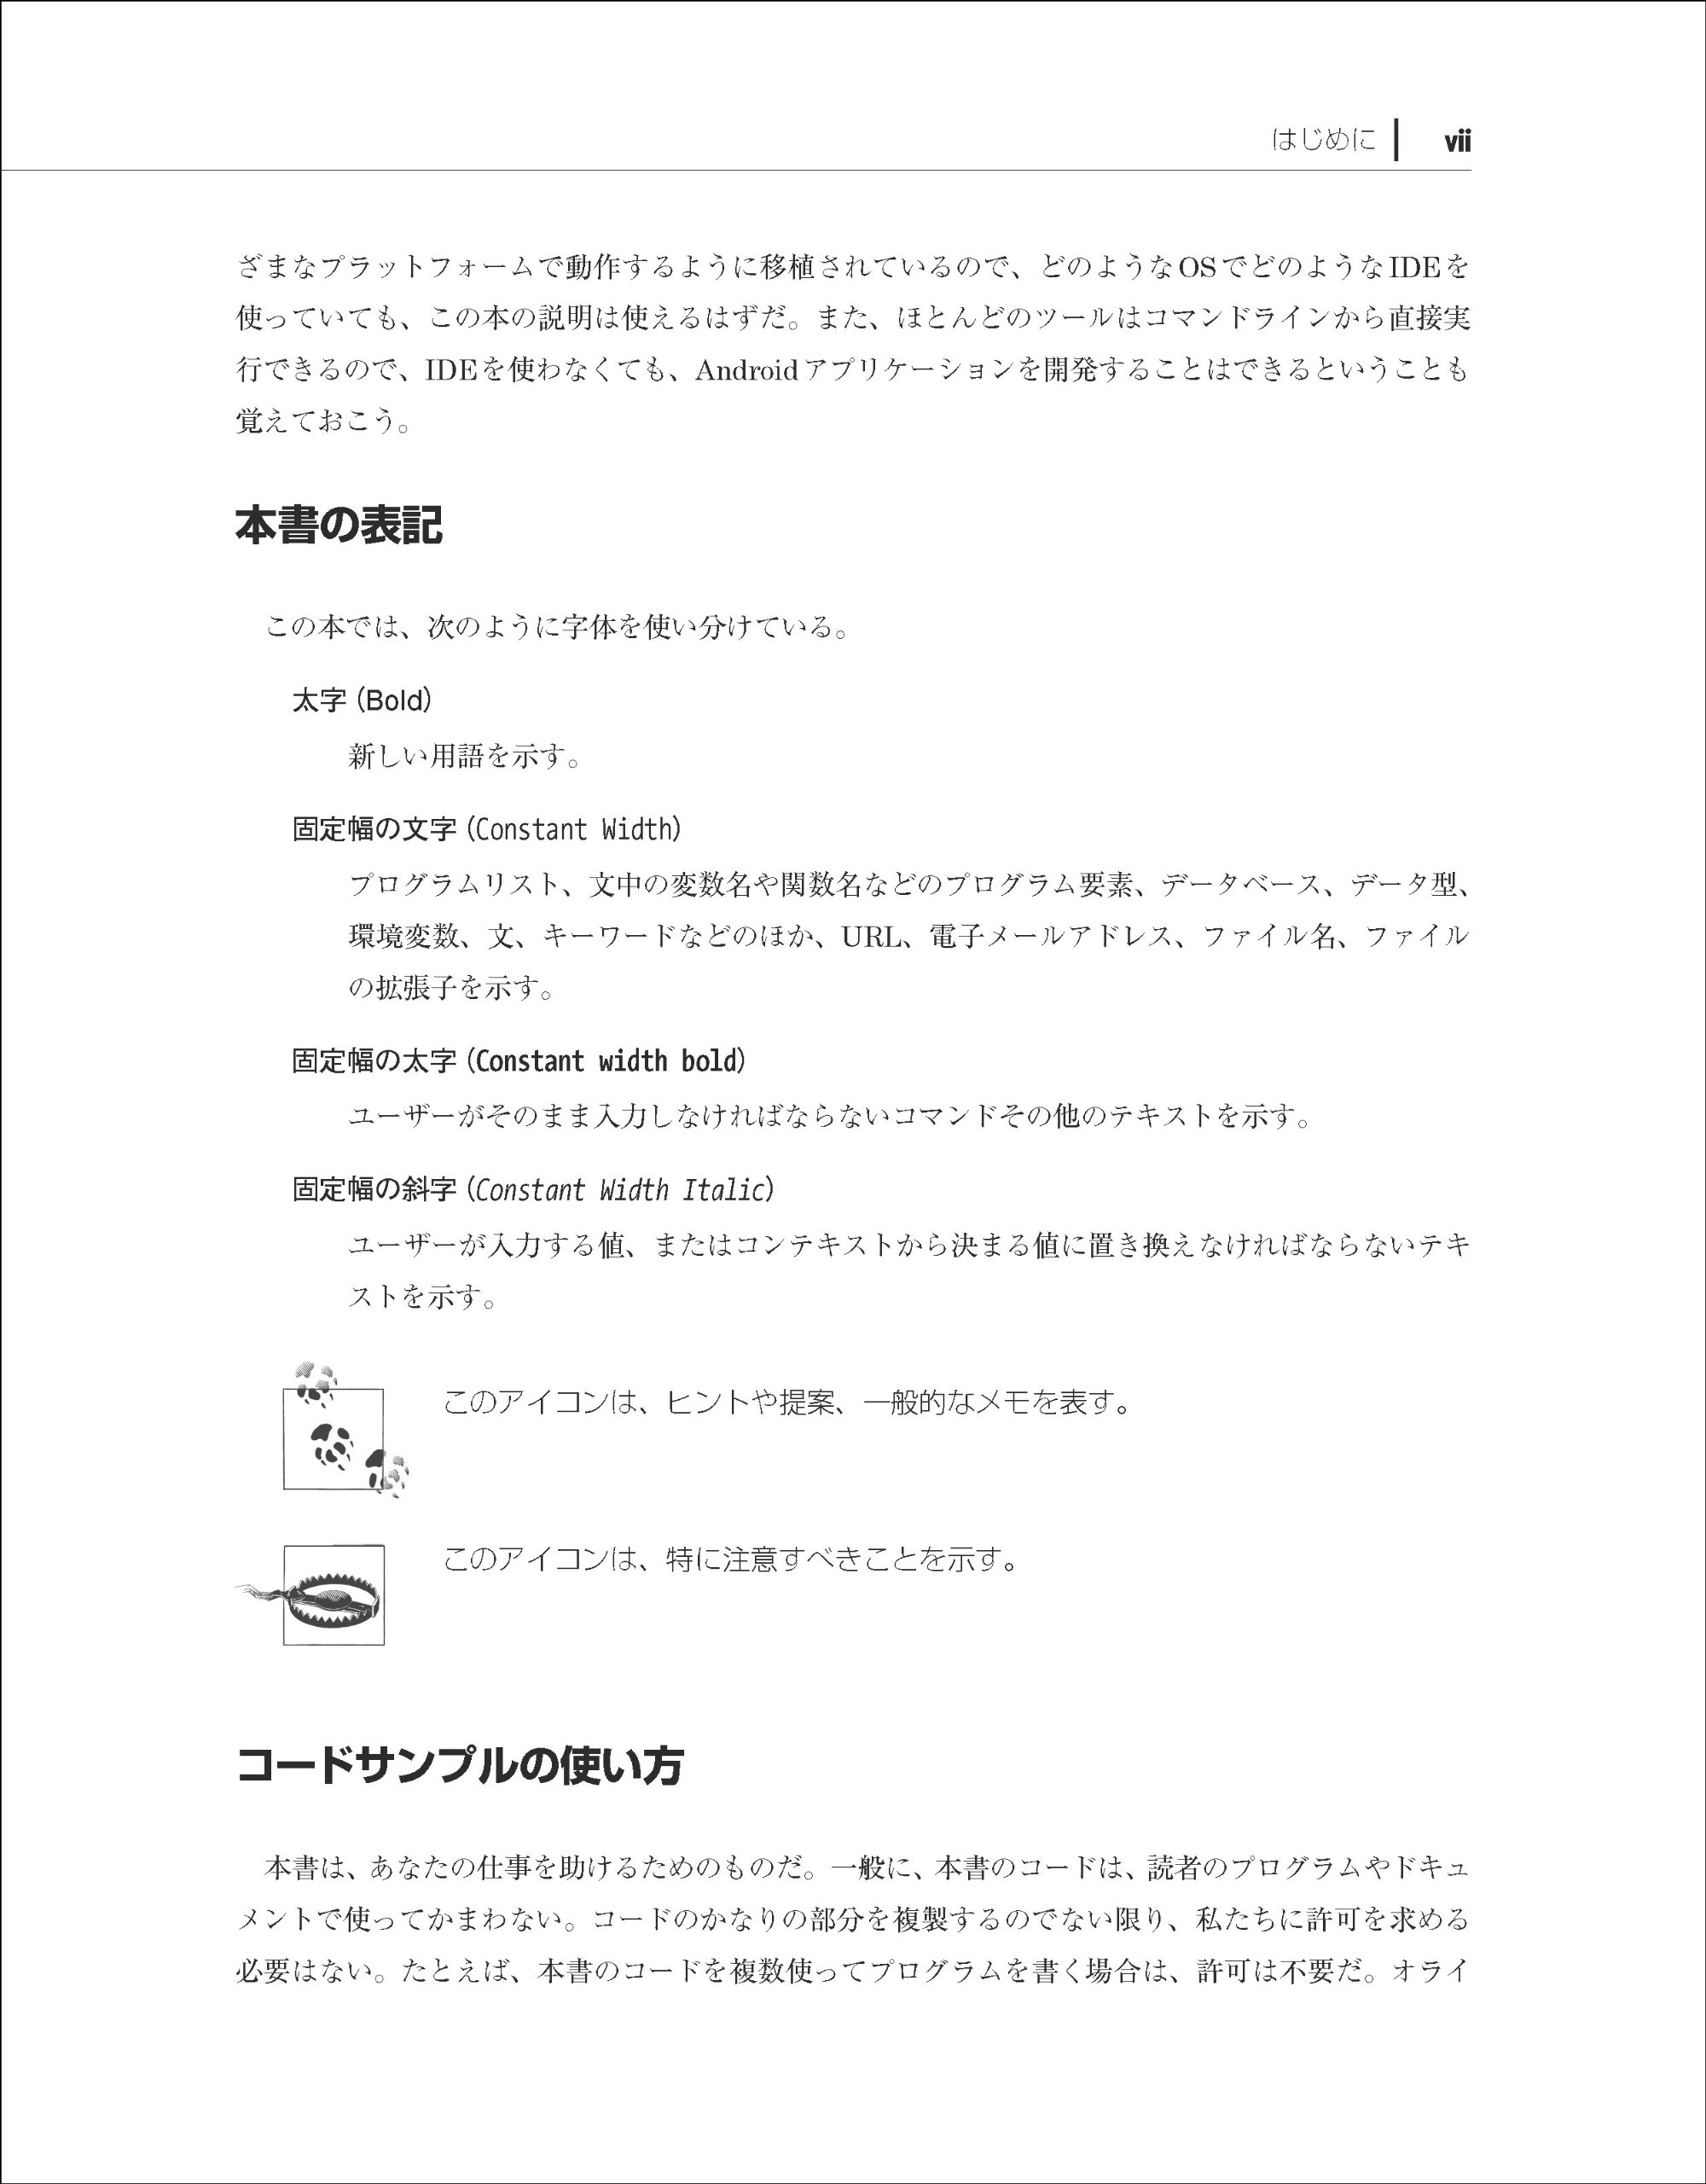 はじめに vii
ざまなプラットフォームで動作するように移植されているので、どのようなOSでどのようなIDEを
使っていても、この本の説明は使えるはずだ。また、ほとんどのツールはコマンドラインから直接実
行できるので、IDEを使わなくても、Androidアプリケーションを開発することはできるということも
覚えておこう。
本書の表記
この本では、次のように字体を使い分けている。
太字（Bold）
新しい用語を示す。
固定幅の文字（Constant Width）
プログラムリスト、文中の変数名や関数名などのプログラム要素、データベース、データ型、
環境変数、文、キーワードなどのほか、URL、電子メールアドレス、ファイル名、ファイル
の拡張子を示す。
固定幅の太字（Constant width bold）
ユーザーがそのまま入力しなければならないコマンドその他のテキストを示す。
固定幅の斜字（Constant Width Italic）
ユーザーが入力する値、またはコンテキストから決まる値に置き換えなければならないテキ
ストを示す。
このアイコンは、ヒントや提案、一般的なメモを表す。
このアイコンは、特に注意すべきことを示す。
コードサンプルの使い方
本書は、あなたの仕事を助けるためのものだ。一般に、本書のコードは、読者のプログラムやドキュ
メントで使ってかまわない。コードのかなりの部分を複製するのでない限り、私たちに許可を求める
必要はない。たとえば、本書のコードを複数使ってプログラムを書く場合は、許可は不要だ。オライ